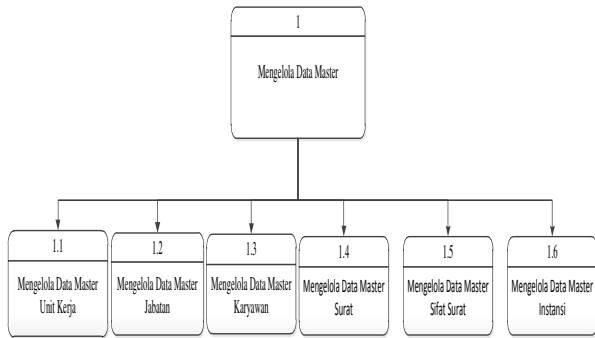 1
Mengelola Data Master
1.1
Mengelola Data Master
Unit Kerja
1.2
Mengelola Data Master
Jabatan
1.3
Mengelola Data Master
Karyawan
1.4
Mengelola Data Master
Surat
1.5
Mengelola Data Master
Sifat Surat
1.6
Mengelola Data Master
Instansi